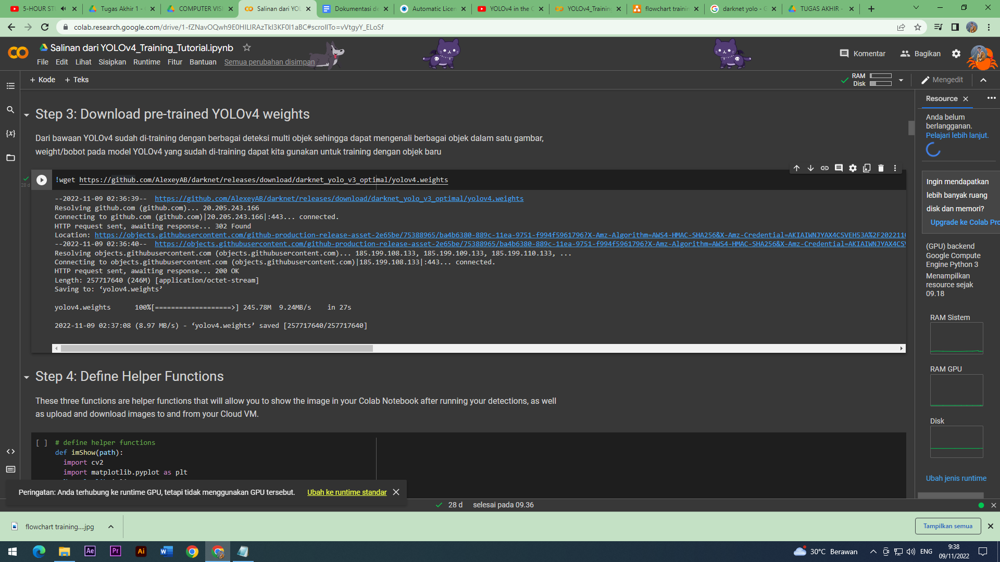 5-HOUR ST
Tugas Akhir 1 -
COMPUTER VIS
Salinan dari YOL
Dokumentasi de
Automatic Licen
YOLOv4 in the C
YOLOv4_Training
flowchart trainin
darknet yolo - G
TUGAS AKHIR -
colab.research.google.com/drive/1-fZNavOQwh9E0HILlRAzTkI3KF0I1aBC#scrollTo=vVtgyY_ELoSf
Salinan dari YOLOv4_Training_Tutorial.ipynb
Komentar
Bagikan
File Edit Lihat Sisipkan Runtime Fitur Bantuan Semua perubahan disimpan
+ Kode + Teks
RAM
Disk
Mengedit
Step 3: Download pre-trained YOLOv4 weights
Dari bawaan YOLOv4 sudah di-training dengan berbagai deteksi multi objek sehingga dapat mengenali berbagai objek dalam satu gambar,
weight/bobot pada model YOLOv4 yang sudah di-training dapat kita gunakan untuk training dengan objek baru
28 d
!wget https://github.com/AlexeyAB/darknet/releases/download/darknet_yolo_v3_optimal/yolov4.weights
--2022-11-09 02:36:39-- https://github.com/AlexeyAB/darknet/releases/download/darknet_yolo_v3_optimal/yolov4.weights
Resolving github.com (github.com)... 20.205.243.166
Connecting to github.com (github.com)|20.205.243.166|:443... connected.
HTTP request sent, awaiting response... 302 Found
Location: https://objects.githubusercontent.com/github-production-release-asset-2e65be/75388965/ba4b6380-889c-11ea-9751-f994f5961796?X-Amz-Algorithm=AWS4-HMAC-SHA256&X-Amz-Credential=AKIAIWNJYAX4CSVEH53A%2F2022110
--2022-11-09 02:36:40-- https://objects.githubusercontent.com/github-production-release-asset-2e65be/75388965/ba4b6380-889c-11ea-9751-f994f5961796?X-Amz-Algorithm=AWS4-HMAC-SHA256&X-Amz-Credential=AKIAIWNJYAX4CSV
Resolving objects.githubusercontent.com (objects.githubusercontent.com)... 185.199.108.133, 185.199.109.133, 185.199.110.133, ...
Connecting to objects.githubusercontent.com (objects.githubusercontent.com)|185.199.108.133|:443... connected.
HTTP request sent, awaiting response... 200 OK
Length: 257717640 (246M) [application/octet-stream]
Saving to: ‘yolov4.weights’
yolov4.weights 100%[===================>] 245.78M 9.24MB/s in 27s
2022-11-09 02:37:08 (8.97 MB/s) - ‘yolov4.weights’ saved [257717640/257717640]
Step 4: Define Helper Functions
These three functions are helper functions that will allow you to show the image in your Colab Notebook after running your detections, as well
as upload and download images to and from your Cloud VM.
[ ] # define helper functions
def imShow(path):
import cv2
import matplotlib.pyplot as plt
Resource
Anda belum
berlangganan.
Pelajari lebih lanjut.
Ingin mendapatkan
lebih banyak ruang
disk dan memori?
Upgrade ke Colab Pro
(GPU) backend
Google Compute
Engine Python 3
Menampilkan
resource sejak
09.18
RAM Sistem
RAM GPU
Disk
Ubah jenis runtime
Peringatan: Anda terhubung ke runtime GPU, tetapi tidak menggunakan GPU tersebut. Ubah ke runtime standar
28 d selesai pada 09.36
flowchart training....jpg
Tampilkan semua
Ae
Pr
Ai
W
30°C Berawan
ENG
9:38
09/11/2022